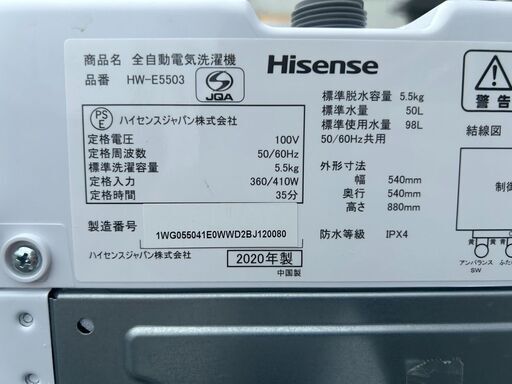 商品名 全自動電気洗濯機
品番 HW-E5503
JQA
Hisense
PSE
ハイセンスジャパン株式会社
定格電圧 100V
定格周波数 50/60Hz
標準洗濯容量 5.5kg
定格入力 360/410W
定格時間 35分
製造番号 1WG055041E0WWD2BJ120080
ハイセンスジャパン株式会社 2020年製
中国製
標準脱水容量 5.5kg
標準水量 50L
標準使用水量 98L
50/60Hz共用
外形寸法
幅 540mm
奥行 540mm
高さ 880mm
防水等級 IPX4
警告
結線図
制御
黄 青 黄
アンバランス ふた
SW